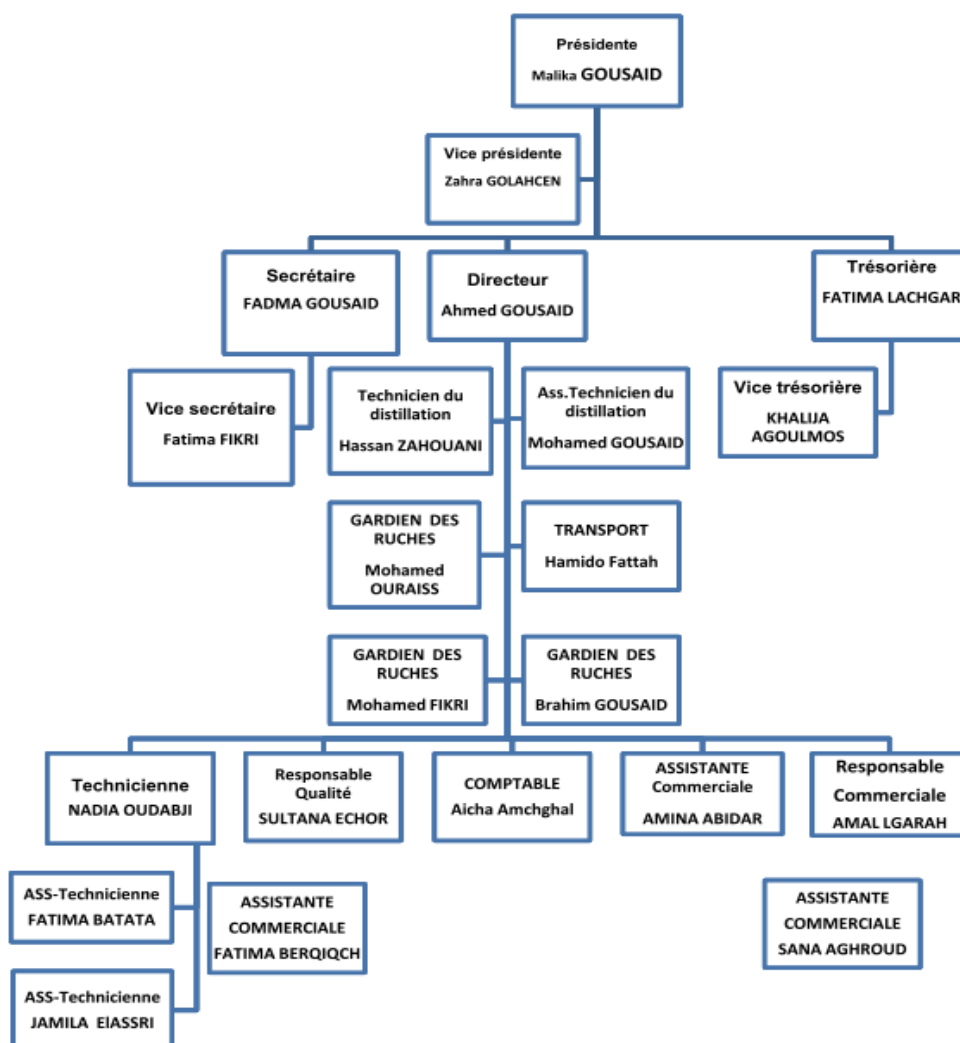 Présidente
Malika GOUSAID
Vice présidente
Zahra GOLAHCEN
Secrétaire
FADMA GOUSAID
Directeur
Ahmed GOUSAID
Trésorière
FATIMA LACHGAR
Vice secrétaire
Fatima FIKRI
Technicien du
distillation
Hassan ZAHOUANI
Ass.Technicien du
distillation
Mohamed GOUSAID
Vice trésorière
KHALIJA
AGOULMOS
GARDIEN DES
RUCHES
Mohamed
OURAISS
TRANSPORT
Hamido Fattah
GARDIEN DES
RUCHES
Mohamed FIKRI
GARDIEN DES
RUCHES
Brahim GOUSAID
Technicienne
NADIA OUDABJI
Responsable
Qualité
SULTANA ECHOR
COMPTABLE
Aicha Amchghal
ASSISTANTE
Commerciale
AMINA ABIDAR
Responsable
Commerciale
AMAL LGARAH
ASS-Technicienne
FATIMA BATATA
ASSISTANTE
COMMERCIALE
FATIMA BERQIQCH
ASSISTANTE
COMMERCIALE
SANA AGHROUD
ASS-Technicienne
JAMILA ElASSRI